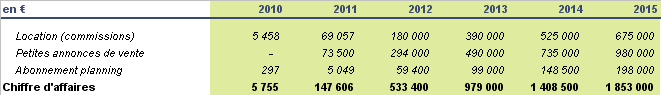 en € 2010 2011 2012 2013 2014 2015
Location (commissions) 5 458 69 057 180 000 390 000 525 000 675 000
Petites annonces de vente - 73 500 294 000 490 000 735 000 980 000
Abonnement planning 297 5 049 59 400 99 000 148 500 198 000
Chiffre d'affaires 5 755 147 606 533 400 979 000 1 408 500 1 853 000